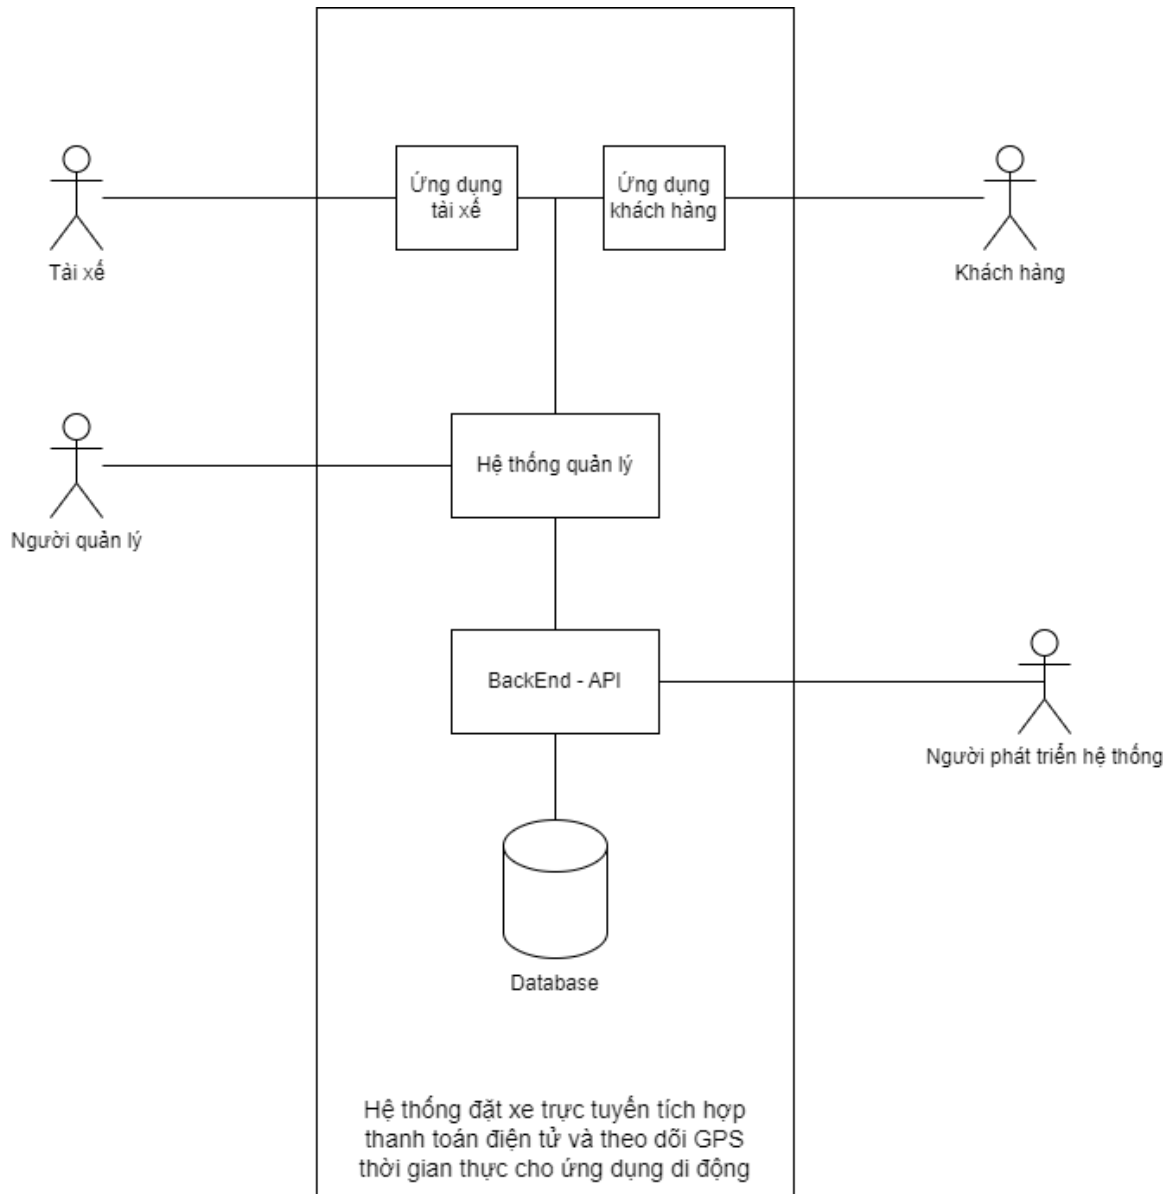 Ứng dụng
tài xế
Ứng dụng
khách hàng
Tài xế
Khách hàng
Hệ thống quản lý
Người quản lý
BackEnd - API
Người phát triển hệ thống
Database
Hệ thống đặt xe trực tuyến tích hợp
thanh toán điện tử và theo dõi GPS
thời gian thực cho ứng dụng di động